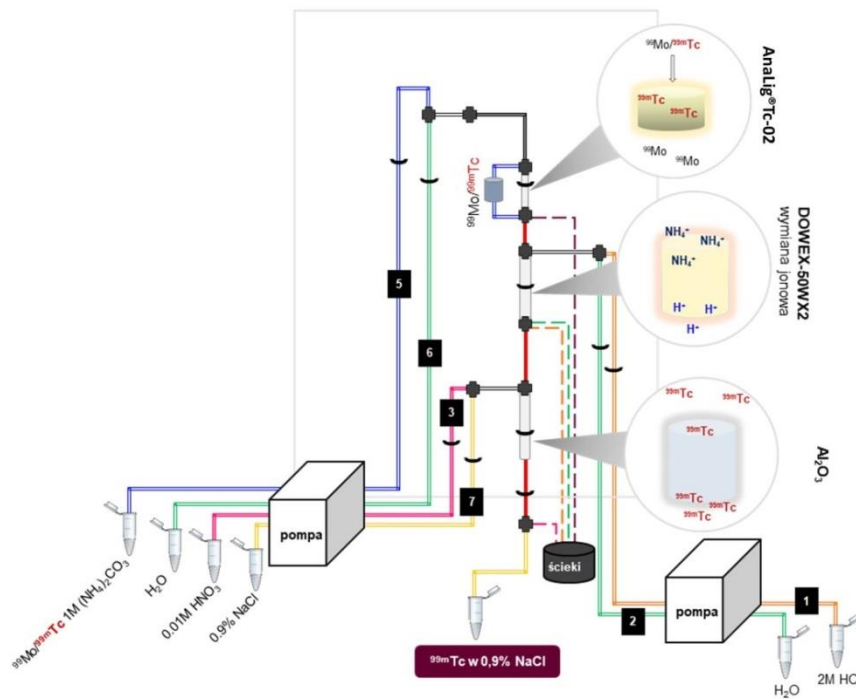 ⁹⁹Mo/⁹⁹ᵐTc
⁹⁹ᵐTc
⁹⁹ᵐTc
⁹⁹Mo
⁹⁹Mo
AnaLig®Tc-02
⁹⁹Mo/⁹⁹ᵐTc
NH₄⁺
NH₄⁺
NH₄⁺
H⁺
H⁺
H⁺
DOWEX-50WX2
wymiana jonowa
5
6
3
7
⁹⁹ᵐTc
⁹⁹ᵐTc
⁹⁹ᵐTc
⁹⁹ᵐTc
⁹⁹ᵐTc
⁹⁹ᵐTc
Al₂O₃
pompa
ścieki
pompa
1
2
⁹⁹Mo/⁹⁹ᵐTc 1M (NH₄)₂CO₃
H₂O
0.01M HNO₃
0.9% NaCl
⁹⁹ᵐTc w 0,9% NaCl
H₂O
2M HCl